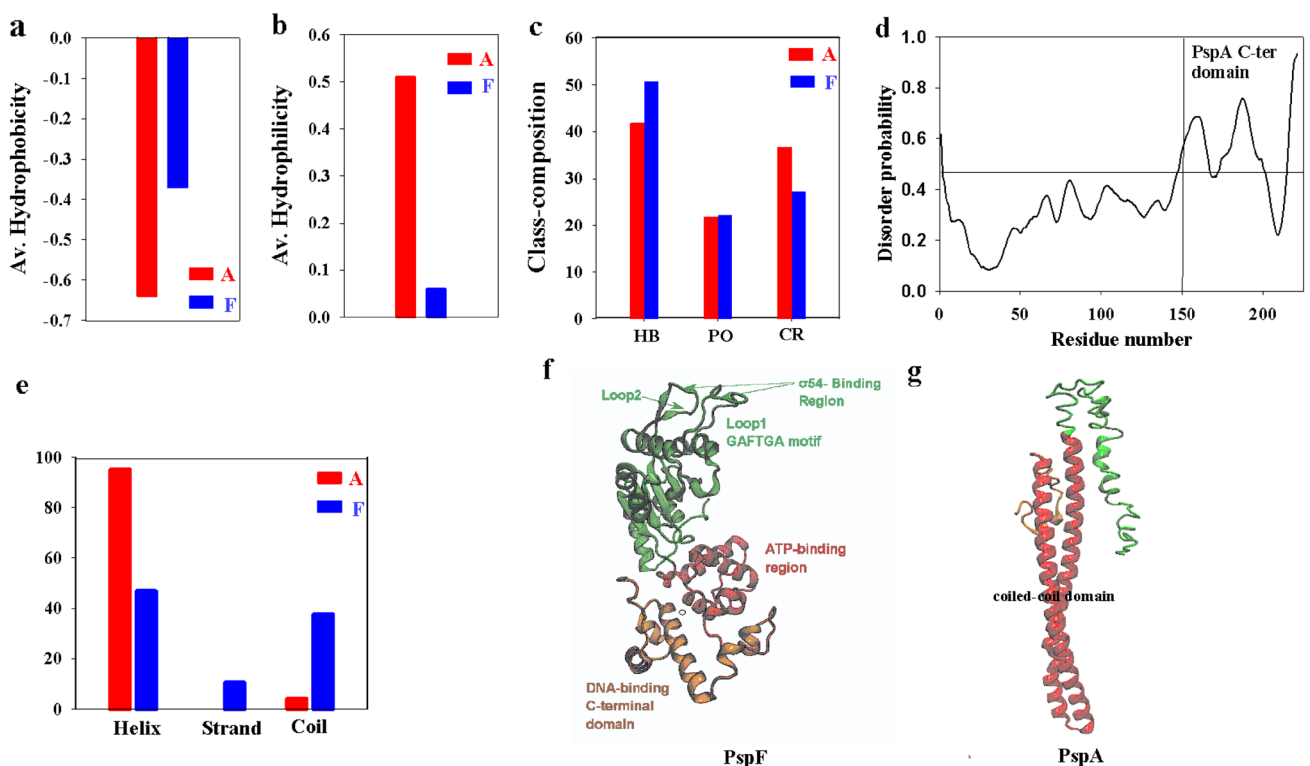 a
Av. Hydrophobicity
0.0
-0.1
-0.2
-0.3
-0.4
-0.5
-0.6
-0.7
A
F
b
Av. Hydrophilicity
0.6
0.5
0.4
0.3
0.2
0.1
0.0
A
F
c
Class-composition
60
50
40
30
20
10
0
A
F
HB PO CR
d
Disorder probability
1.0
0.8
0.6
0.4
0.2
0.0
PspA C-ter
domain
0 50 100 150 200
Residue number
e
100
80
60
40
20
0
A
F
Helix Strand Coil
f
σ54- Binding
Region
Loop2
Loop1
GAFTGA motif
ATP-binding
region
DNA-binding
C-terminal
domain
PspF
g
coiled-coil domain
PspA